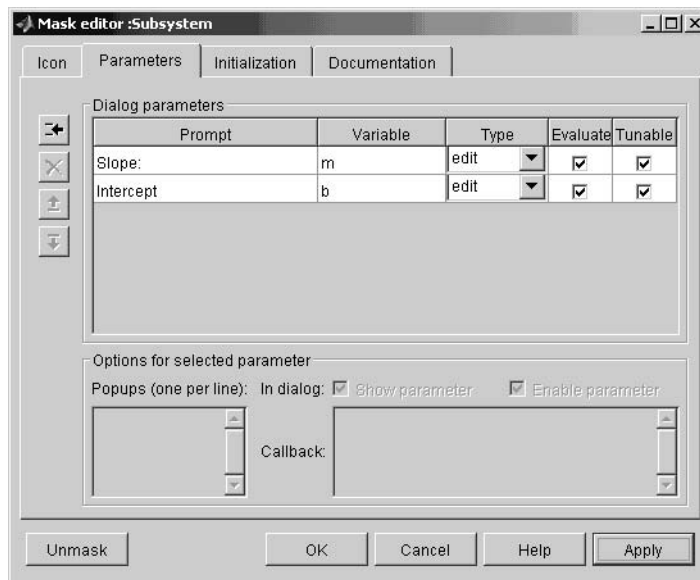 Mask editor :Subsystem
Icon Parameters Initialization Documentation
Dialog parameters
Prompt Variable Type Evaluate Tunable
Slope: m edit
Intercept b edit
Options for selected parameter
Popups (one per line): In dialog: Show parameter Enable parameter
Callback:
Unmask OK Cancel Help Apply